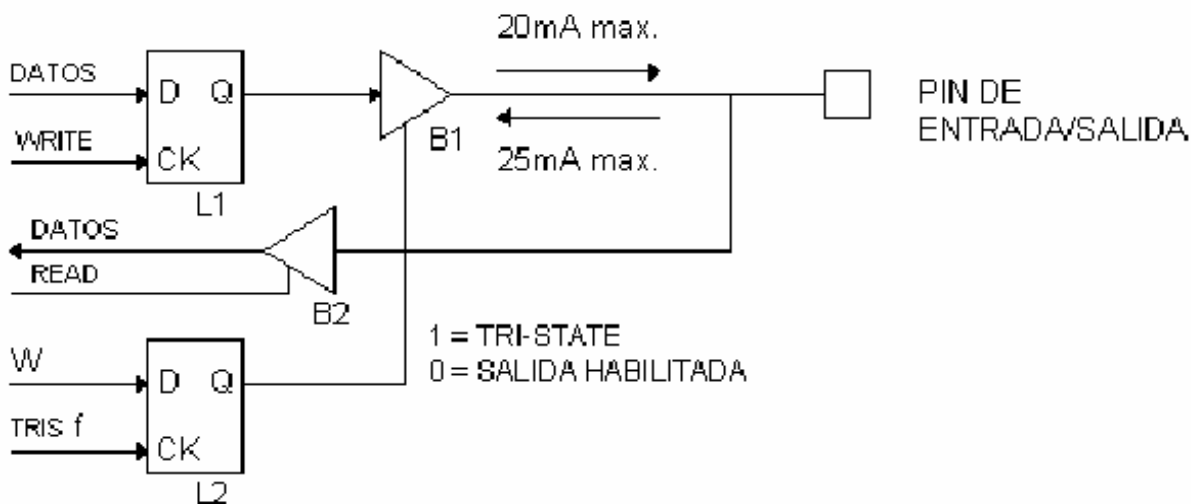 20mA max.
DATOS
D Q
WRITE
CK
L1
B1
25mA max.
PIN DE
ENTRADA/SALIDA
DATOS
READ
B2
1 = TRI-STATE
0 = SALIDA HABILITADA
W
D Q
TRIS f
CK
L2